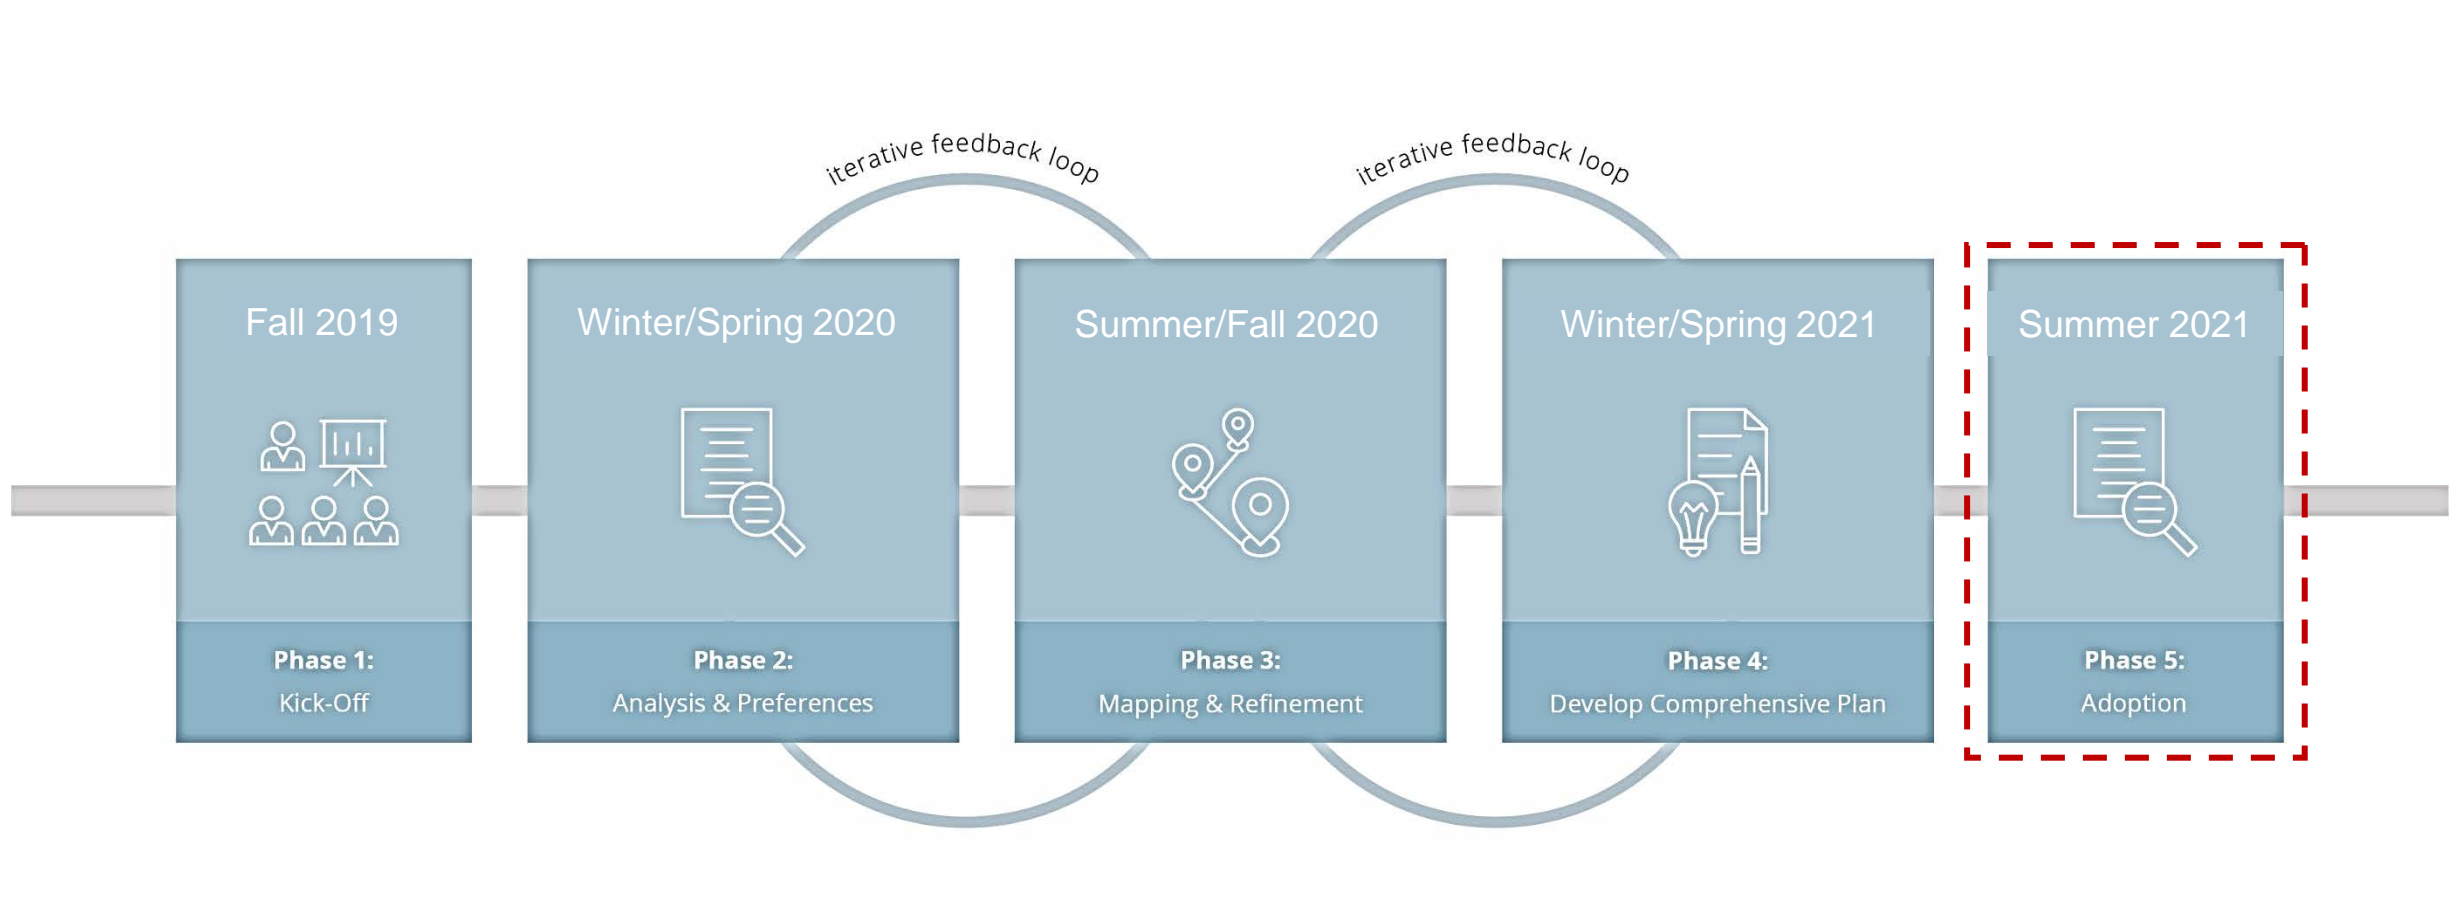 iterative feedback loop
iterative feedback loop
Fall 2019
Phase 1:
Kick-Off
Winter/Spring 2020
Phase 2:
Analysis & Preferences
Summer/Fall 2020
Phase 3:
Mapping & Refinement
Winter/Spring 2021
Phase 4:
Develop Comprehensive Plan
Summer 2021
Phase 5:
Adoption